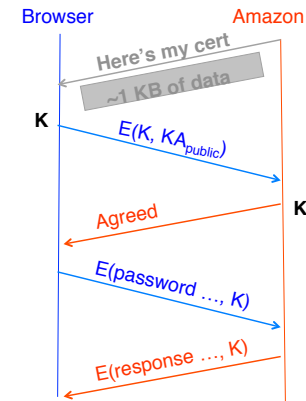 Browser
Amazon
Here's my cert
~1 KB of data
K
E(K, KApublic)
K
Agreed
E(password …, K)
E(response …, K)